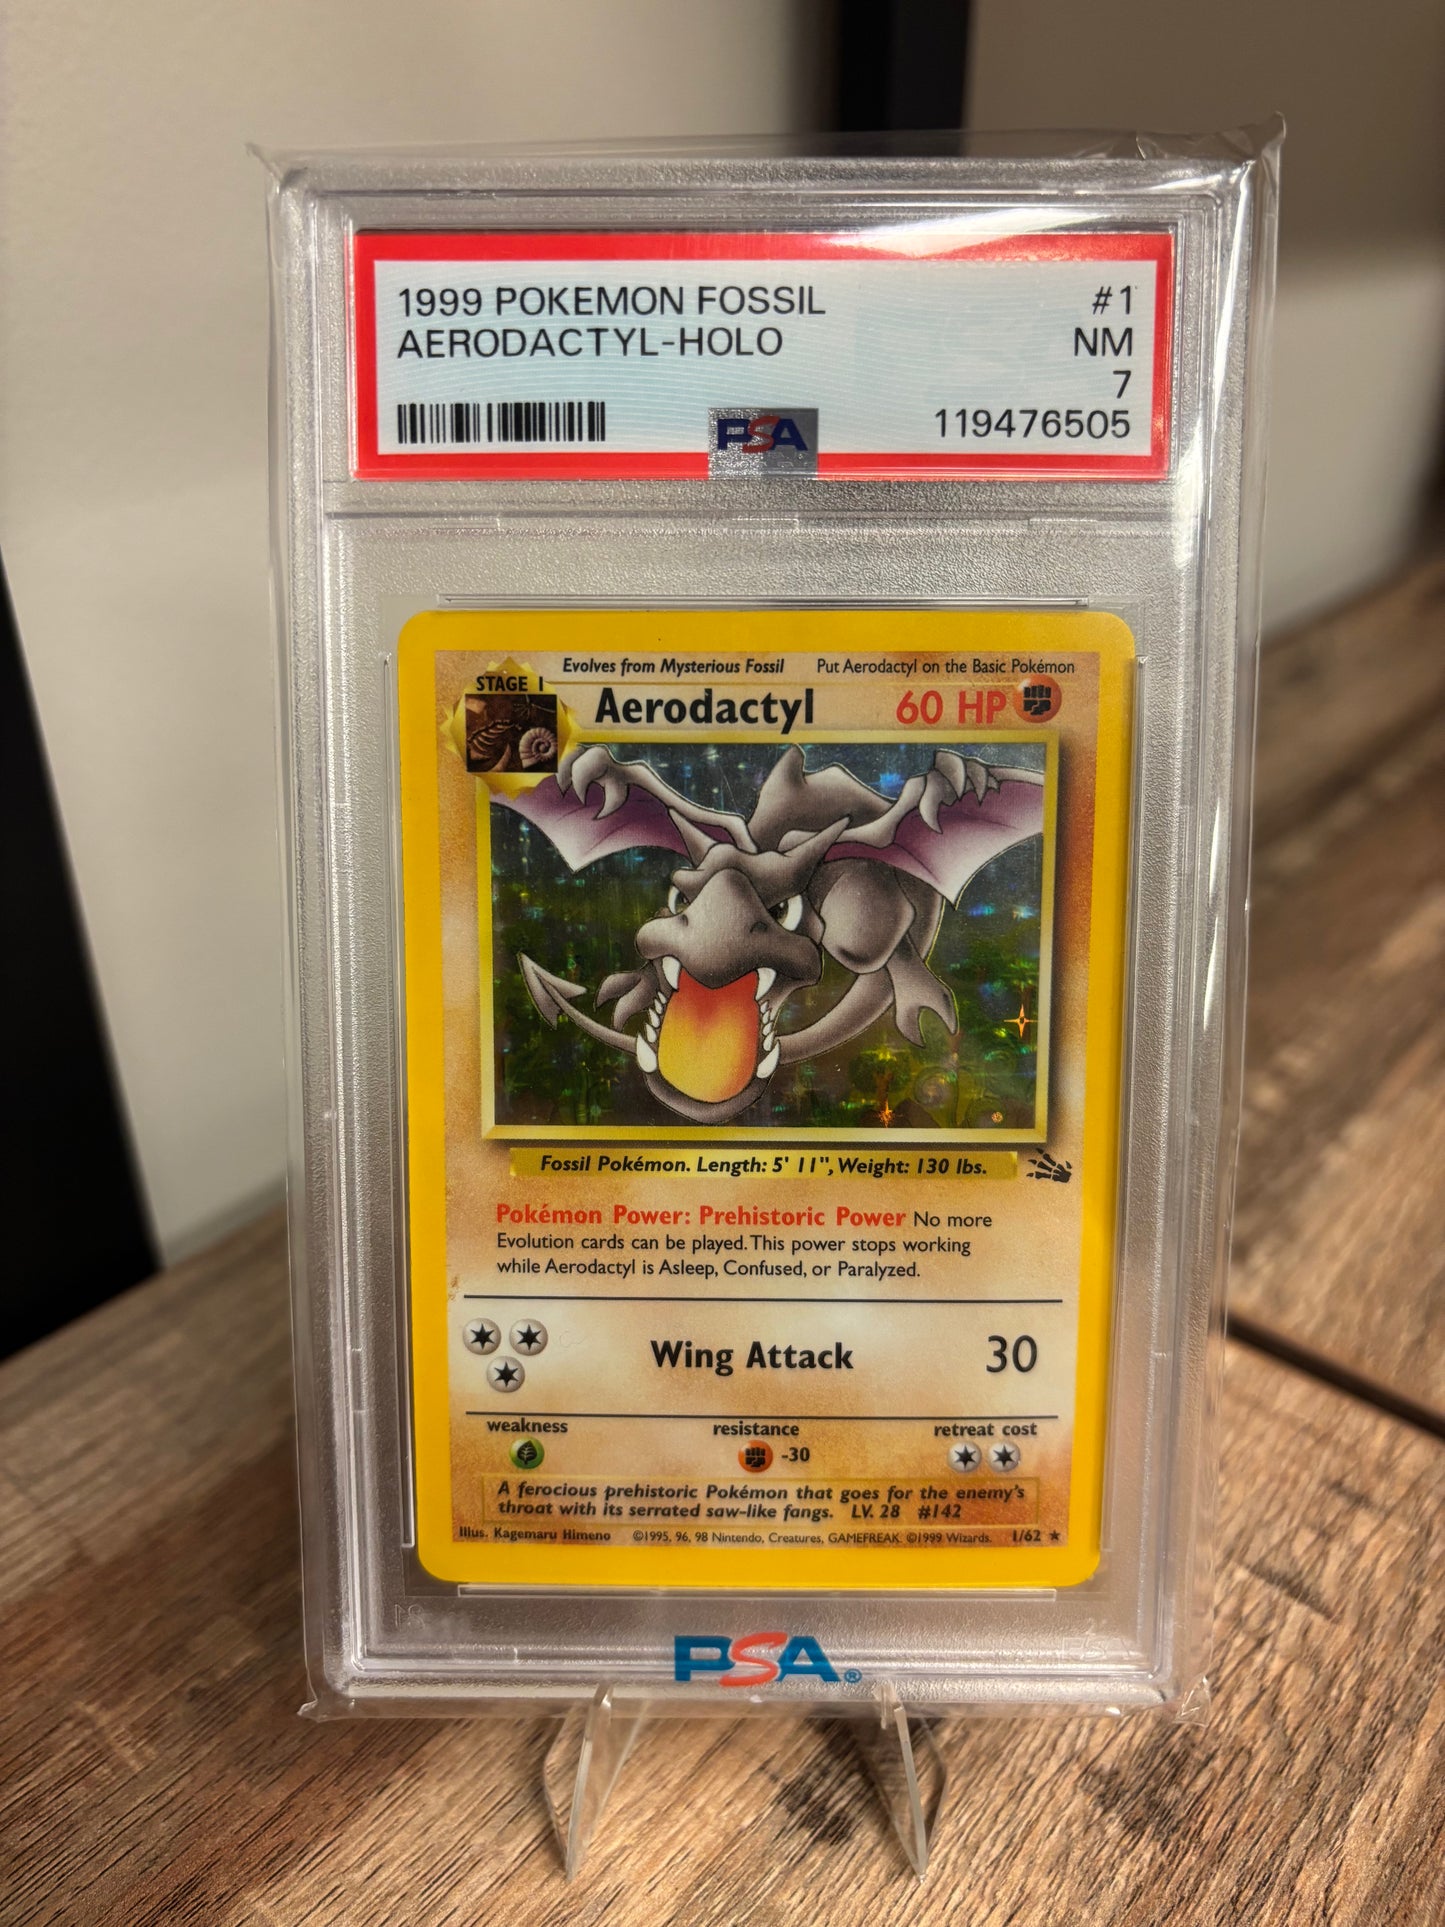 1999 POKEMON FOSSIL #1
AERODACTYL-HOLO NM
7
119476505
PSA
Evolves from Mysterious Fossil Put Aerodactyl on the Basic Pokémon
STAGE 1
Aerodactyl 60 HP
Fossil Pokémon. Length: 5' 11", Weight: 130 lbs.
Pokémon Power: Prehistoric Power No more
Evolution cards can be played. This power stops working
while Aerodactyl is Asleep, Confused, or Paralyzed.
Wing Attack 30
weakness resistance retreat cost
-30
A ferocious prehistoric Pokémon that goes for the enemy's
throat with its serrated saw-like fangs. LV. 28 #142
Illus. Kagemaru Himeno ©1995, 96, 98 Nintendo, Creatures, GAMEFREAK. ©1999 Wizards. 1/62 ★
PSA®